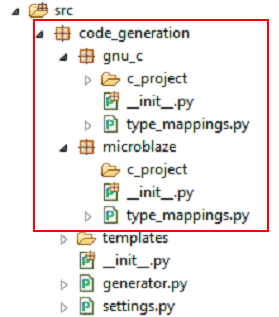 src
code_generation
gnu_c
c_project
__init__.py
type_mappings.py
microblaze
c_project
__init__.py
type_mappings.py
templates
__init__.py
generator.py
settings.py